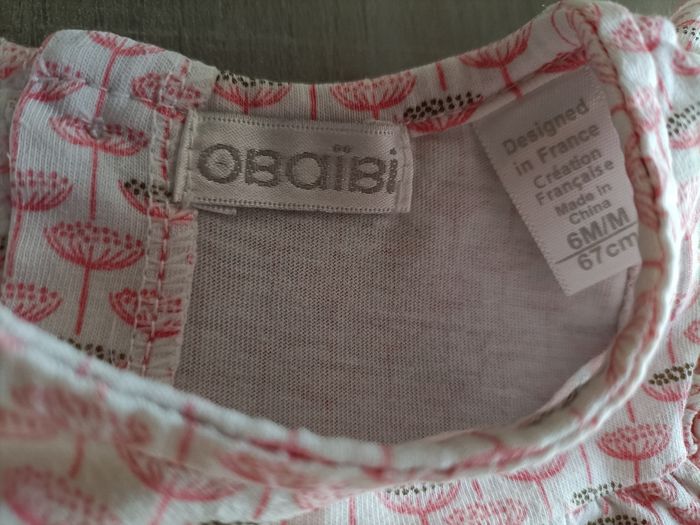 OBaïBi
Designed
in France
Création
Française
Made in
China
6M/M
67cm